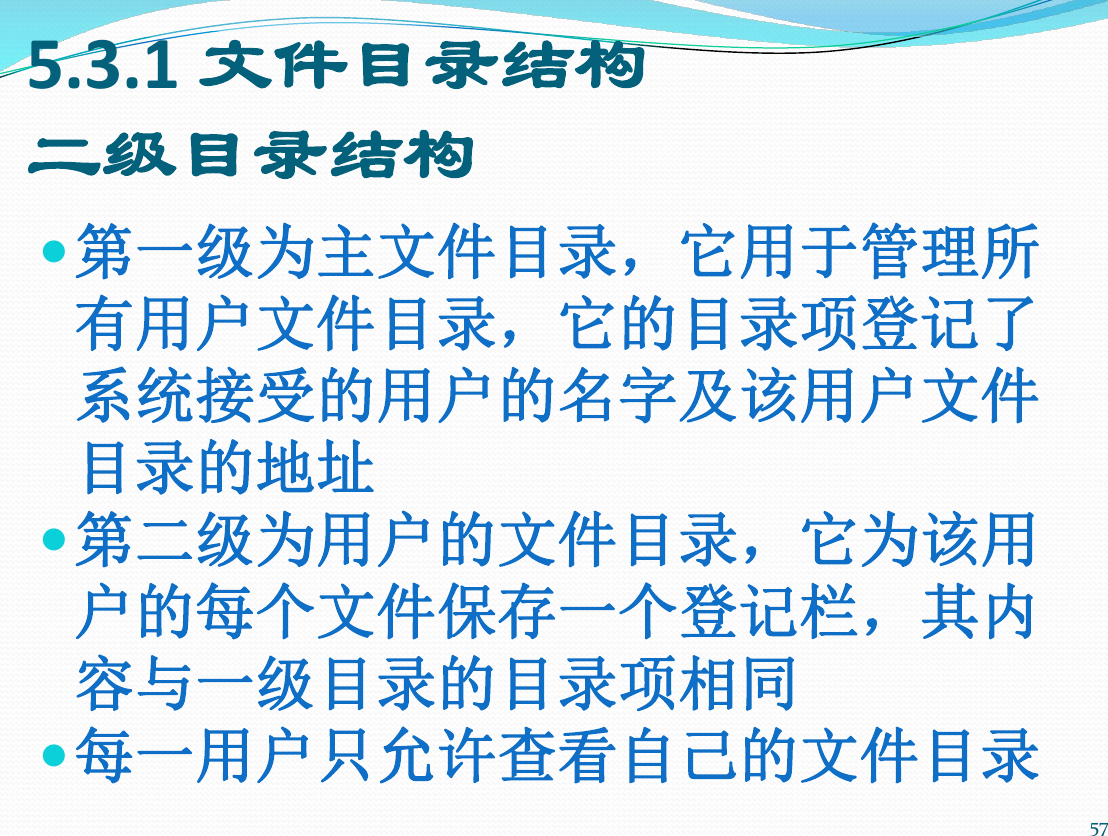 5.3.1 文件目录结构
二级目录结构
•第一级为主文件目录，它用于管理所
有用户文件目录，它的目录项登记了
系统接受的用户的名字及该用户文件
目录的地址
•第二级为用户的文件目录，它为该用
户的每个文件保存一个登记栏，其内
容与一级目录的目录项相同
•每一用户只允许查看自己的文件目录
57